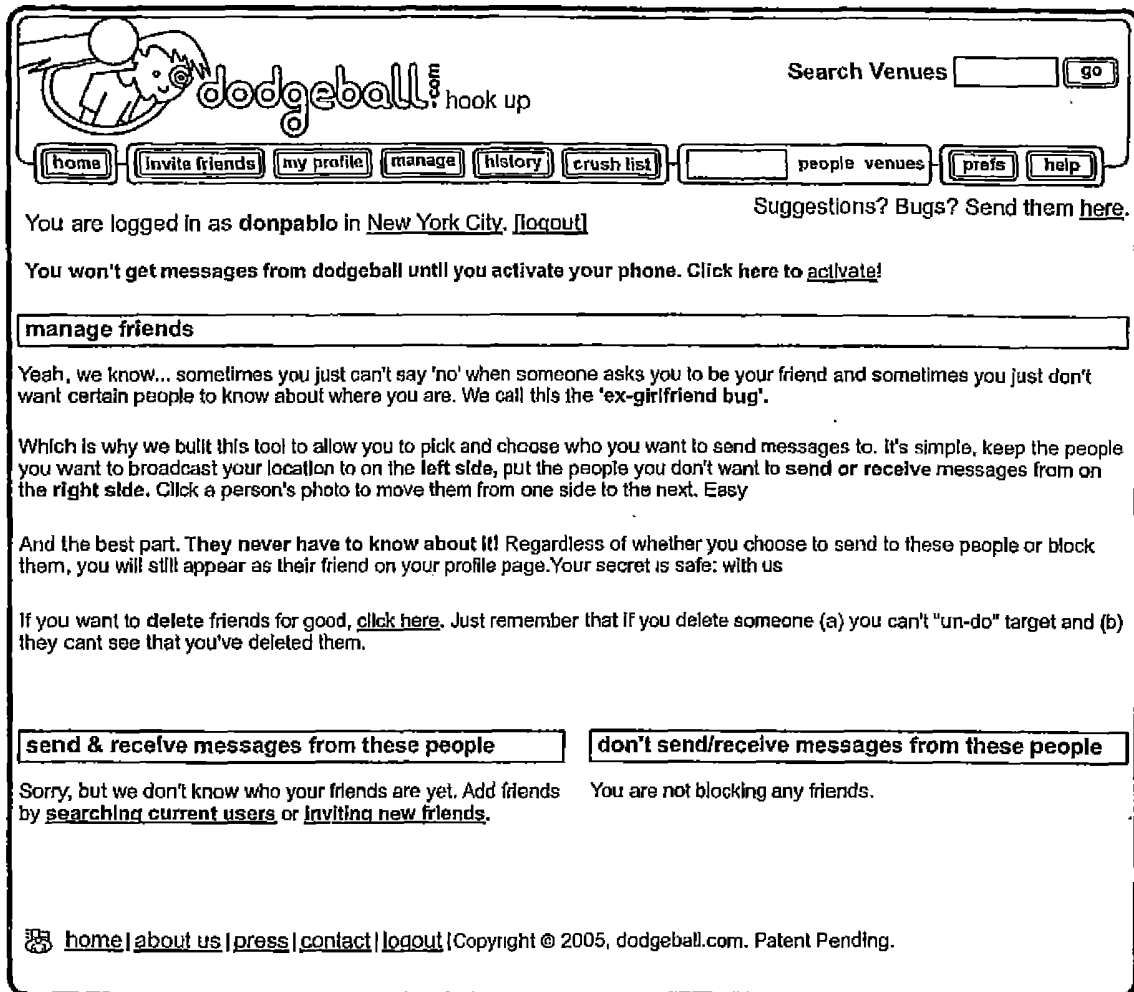 dodgeball.com hook up
Search Venues go
home invite friends my profile manage history crush list people venues prefs help
Suggestions? Bugs? Send them here.
You are logged in as donpablo in New York City. [logout]
You won't get messages from dodgeball until you activate your phone. Click here to activate!
manage friends
Yeah, we know... sometimes you just can't say 'no' when someone asks you to be your friend and sometimes you just don't
want certain people to know about where you are. We call this the 'ex-girlfriend bug'.
Which is why we built this tool to allow you to pick and choose who you want to send messages to. It's simple, keep the people
you want to broadcast your location to on the left side, put the people you don't want to send or receive messages from on
the right side. Click a person's photo to move them from one side to the next. Easy
And the best part. They never have to know about it! Regardless of whether you choose to send to these people or block
them, you will still appear as their friend on your profile page.Your secret is safe: with us
If you want to delete friends for good, click here. Just remember that if you delete someone (a) you can't "un-do" target and (b)
they cant see that you've deleted them.
send & receive messages from these people
Sorry, but we don't know who your friends are yet. Add friends
by searching current users or inviting new friends.
don't send/receive messages from these people
You are not blocking any friends.
home | about us | press | contact | logout | Copyright © 2005, dodgeball.com. Patent Pending.